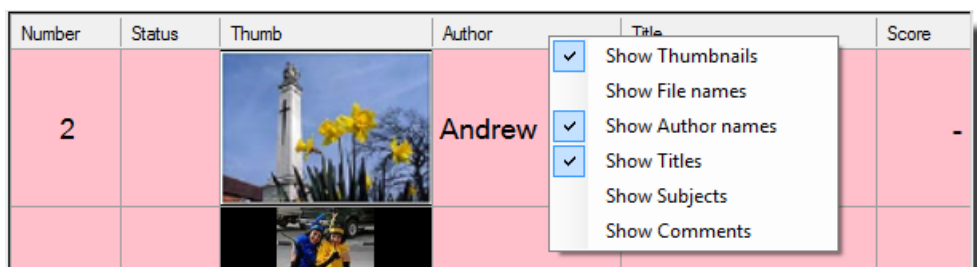 Number Status Thumb Author Title Score
Show Thumbnails
Show File names
2 Andrew Show Author names -
Show Titles
Show Subjects
Show Comments